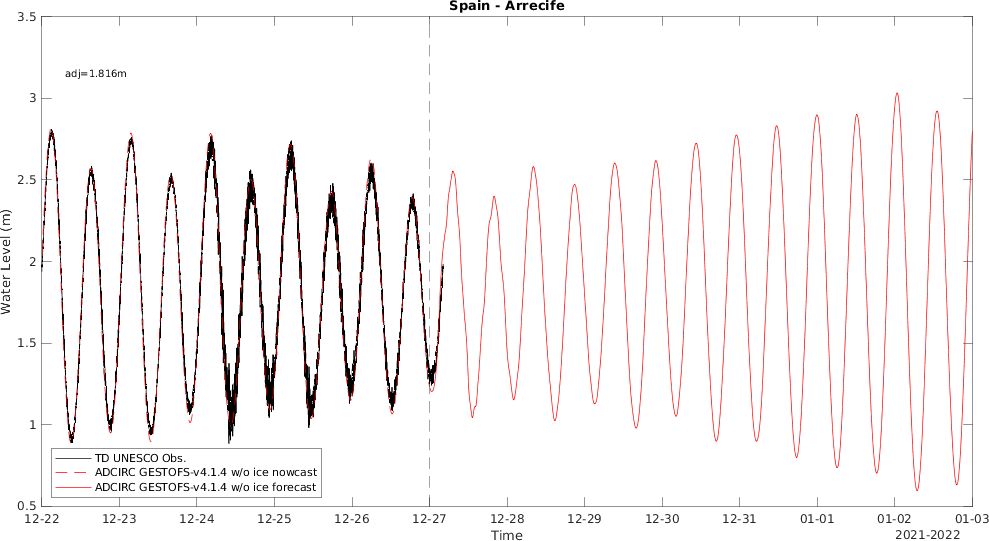 Spain - Arrecife
3.5
adj=1.816m
3
2.5
2
1.5
1
0.5
Water Level (m)
TD UNESCO Obs.
ADCIRC GESTOFS-v4.1.4 w/o ice nowcast
ADCIRC GESTOFS-v4.1.4 w/o ice forecast
12-22 12-23 12-24 12-25 12-26 12-27 12-28 12-29 12-30 12-31 01-01 01-02 01-03
Time
2021-2022